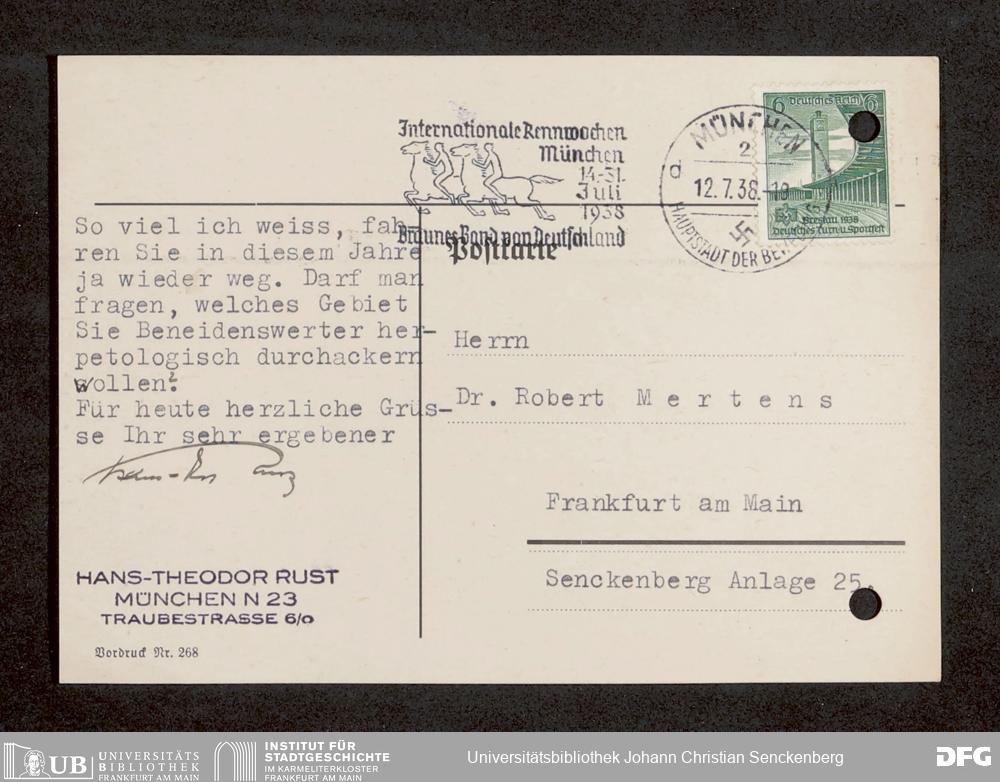 Internationale Rennwochen
München
14.-31.
Juli
1938
Braunes Band von Deutschland
MÜNCHEN
2
d
12.7.38.-19
HAUPTSTADT DER BEWEGUNG
6 Deutsches Reich 6
Breslau 1938
Deutsches Turn-u. Sportfest
Postkarte
So viel ich weiss, fah-
ren Sie in diesem Jahre
ja wieder weg. Darf man
fragen, welches Gebiet
Sie Beneidenswerter her-
petologisch durchackern
wollen?
Für heute herzliche Grüs-
se Ihr sehr ergebener
HANS-THEODOR RUST
MÜNCHEN N 23
TRAUBESTRASSE 6/0
Vordruck Nr. 268
Herrn
Dr. Robert Mertens
Frankfurt am Main
Senckenberg Anlage 25.
UB UNIVERSITÄTS
BIBLIOTHEK
FRANKFURT AM MAIN
INSTITUT FÜR
STADTGESCHICHTE
IM KARMELITERKLOSTER
FRANKFURT AM MAIN
Universitätsbibliothek Johann Christian Senckenberg
DFG